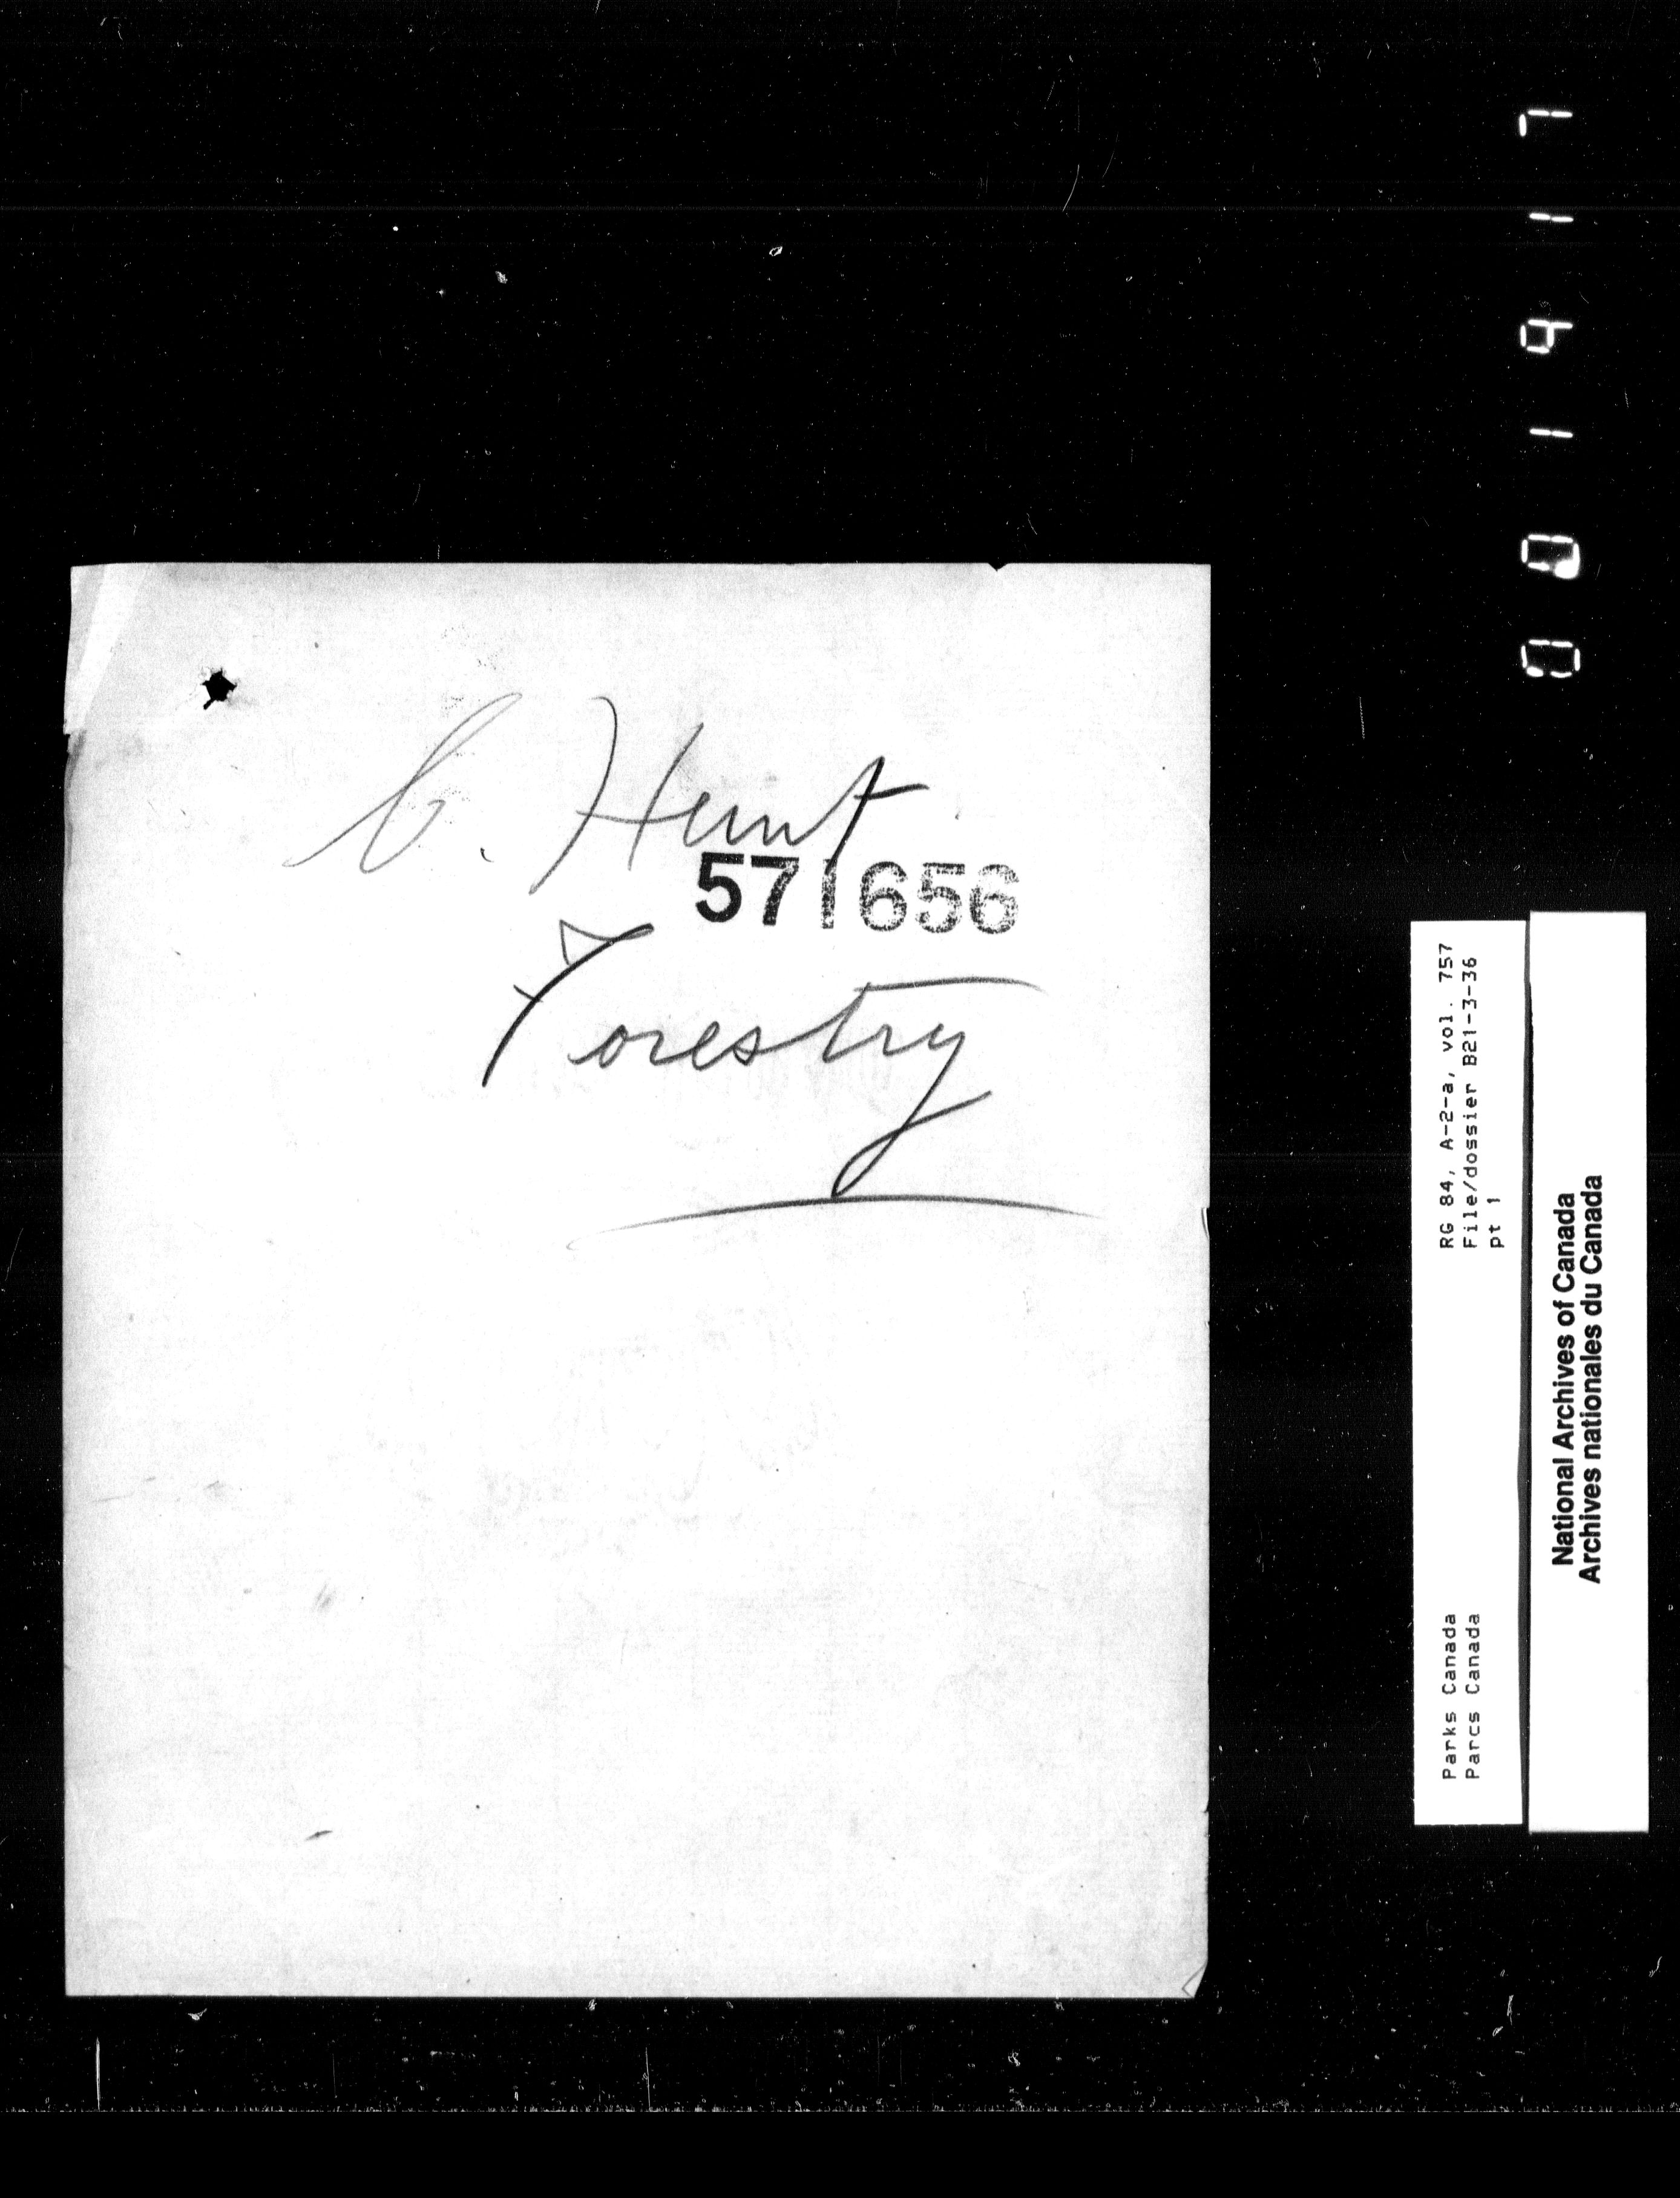 C. Hunt
571656
Forestry
001917
RG 84, A-2-a, vol. 757
File/dossier B21-3-36
pt 1
Parks Canada
Parcs Canada
National Archives of Canada
Archives nationales du Canada